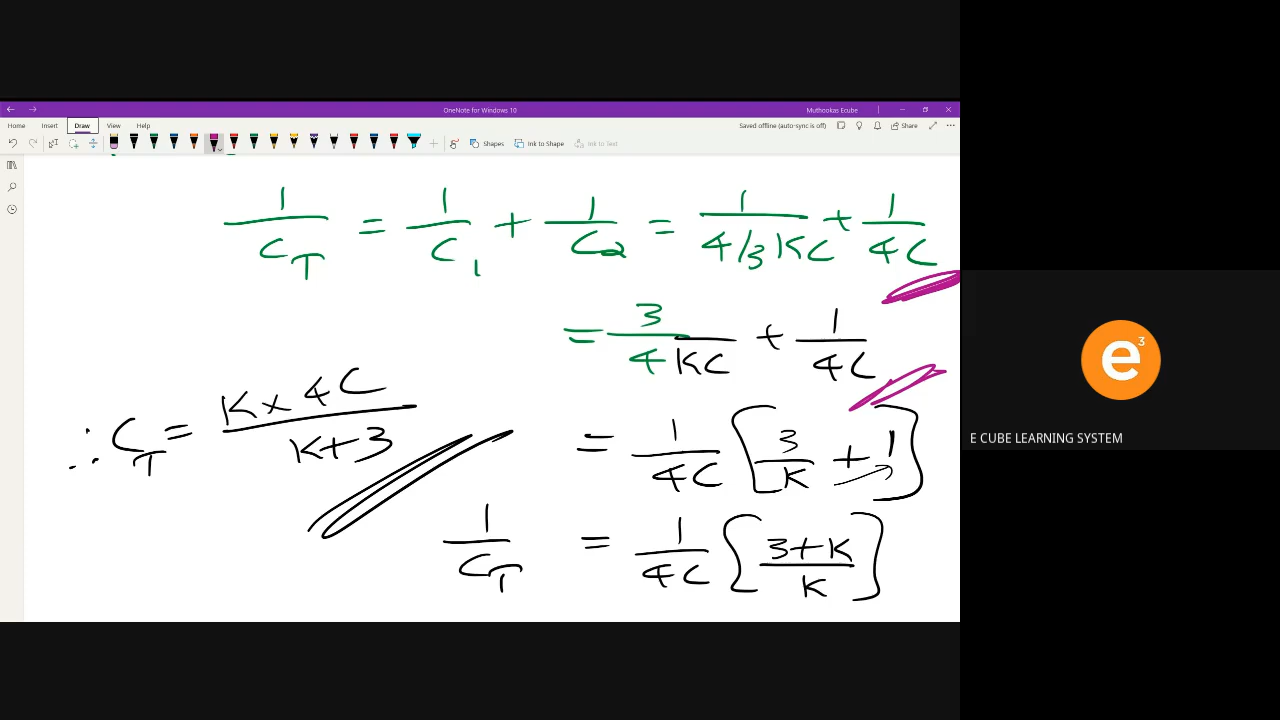 OneNote for Windows 10
Muthookas Ecube
Home Insert Draw View Help
Saved offline (auto-sync is off) Share
Shapes Ink to Shape Ink to Text
1/C_T = 1/C_1 + 1/C_2 = 1/(4/3 KC) + 1/4C
= 3/4KC + 1/4C
∴ C_T = K × 4C / K+3
= 1/4C [3/K + 1]
1/C_T = 1/4C [3+K / K]
e3
E CUBE LEARNING SYSTEM